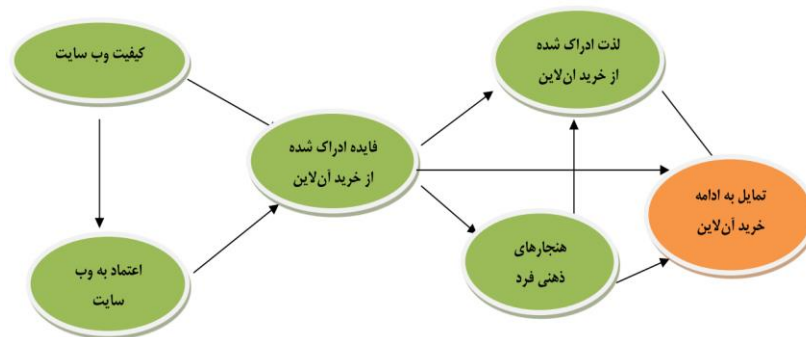 کیفیت وب سایت
لذت ادراک شده
از خرید ان‌لاین
فایده ادراک شده
از خرید آن‌لاین
تمایل به ادامه
خرید آن‌لاین
هنجارهای
ذهنی فرد
اعتماد به وب
سایت